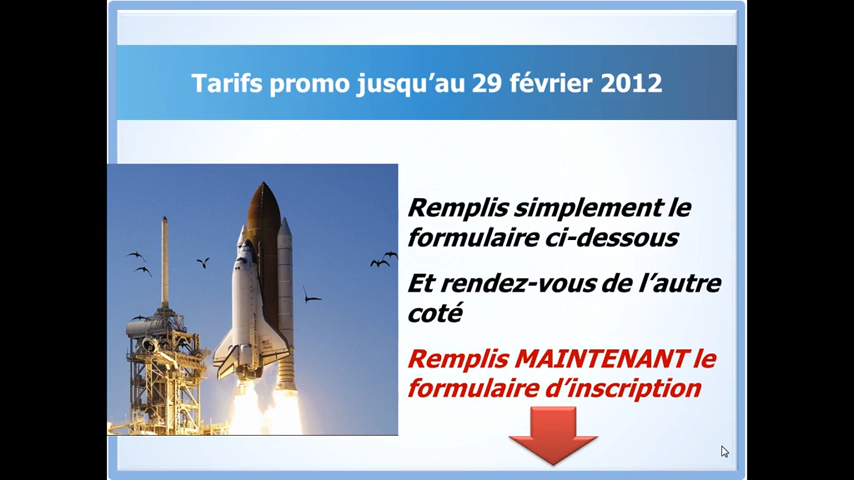 Tarifs promo jusqu’au 29 février 2012
Remplis simplement le
formulaire ci-dessous
Et rendez-vous de l’autre
coté
Remplis MAINTENANT le
formulaire d’inscription